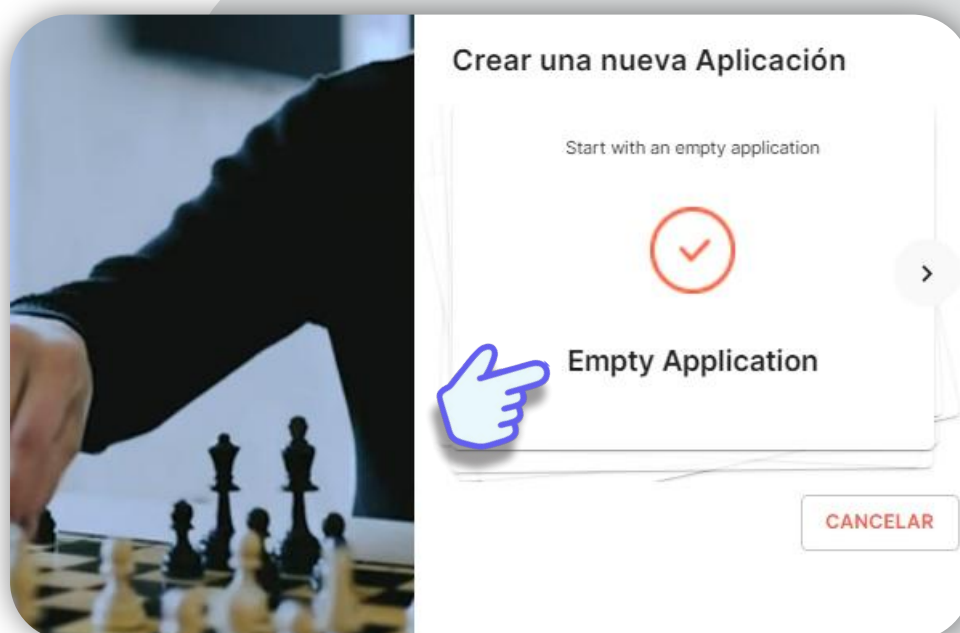 Crear una nueva Aplicación
Start with an empty application
Empty Application
CANCELAR